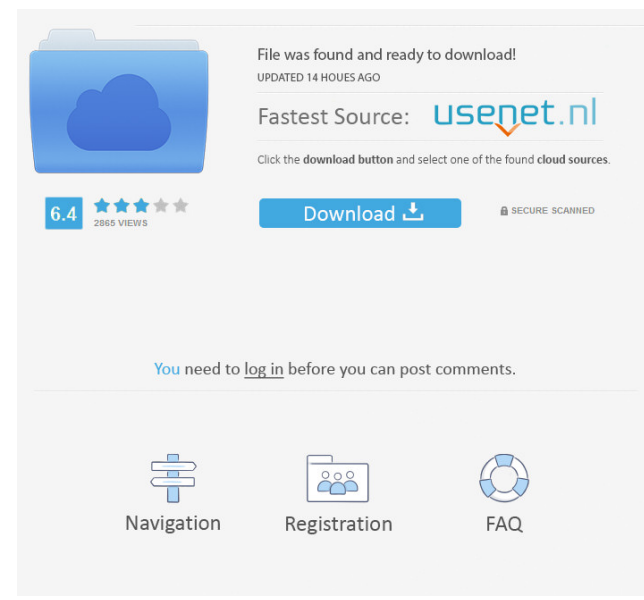 File was found and ready to download!
UPDATED 14 HOUES AGO
Fastest Source: usenet.nl
Click the download button and select one of the found cloud sources.
6.4
2865 VIEWS
Download
SECURE SCANNED
You need to log in before you can post comments.
Navigation
Registration
FAQ